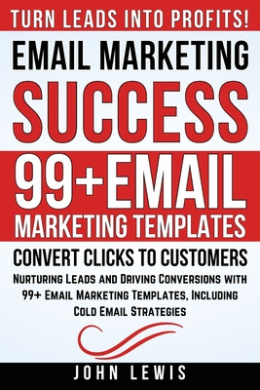 TURN LEADS INTO PROFITS!
EMAIL MARKETING
SUCCESS
99+EMAIL
MARKETING TEMPLATES
CONVERT CLICKS TO CUSTOMERS
Nurturing Leads and Driving Conversions with
99+ Email Marketing Templates, Including
Cold Email Strategies
JOHN LEWIS